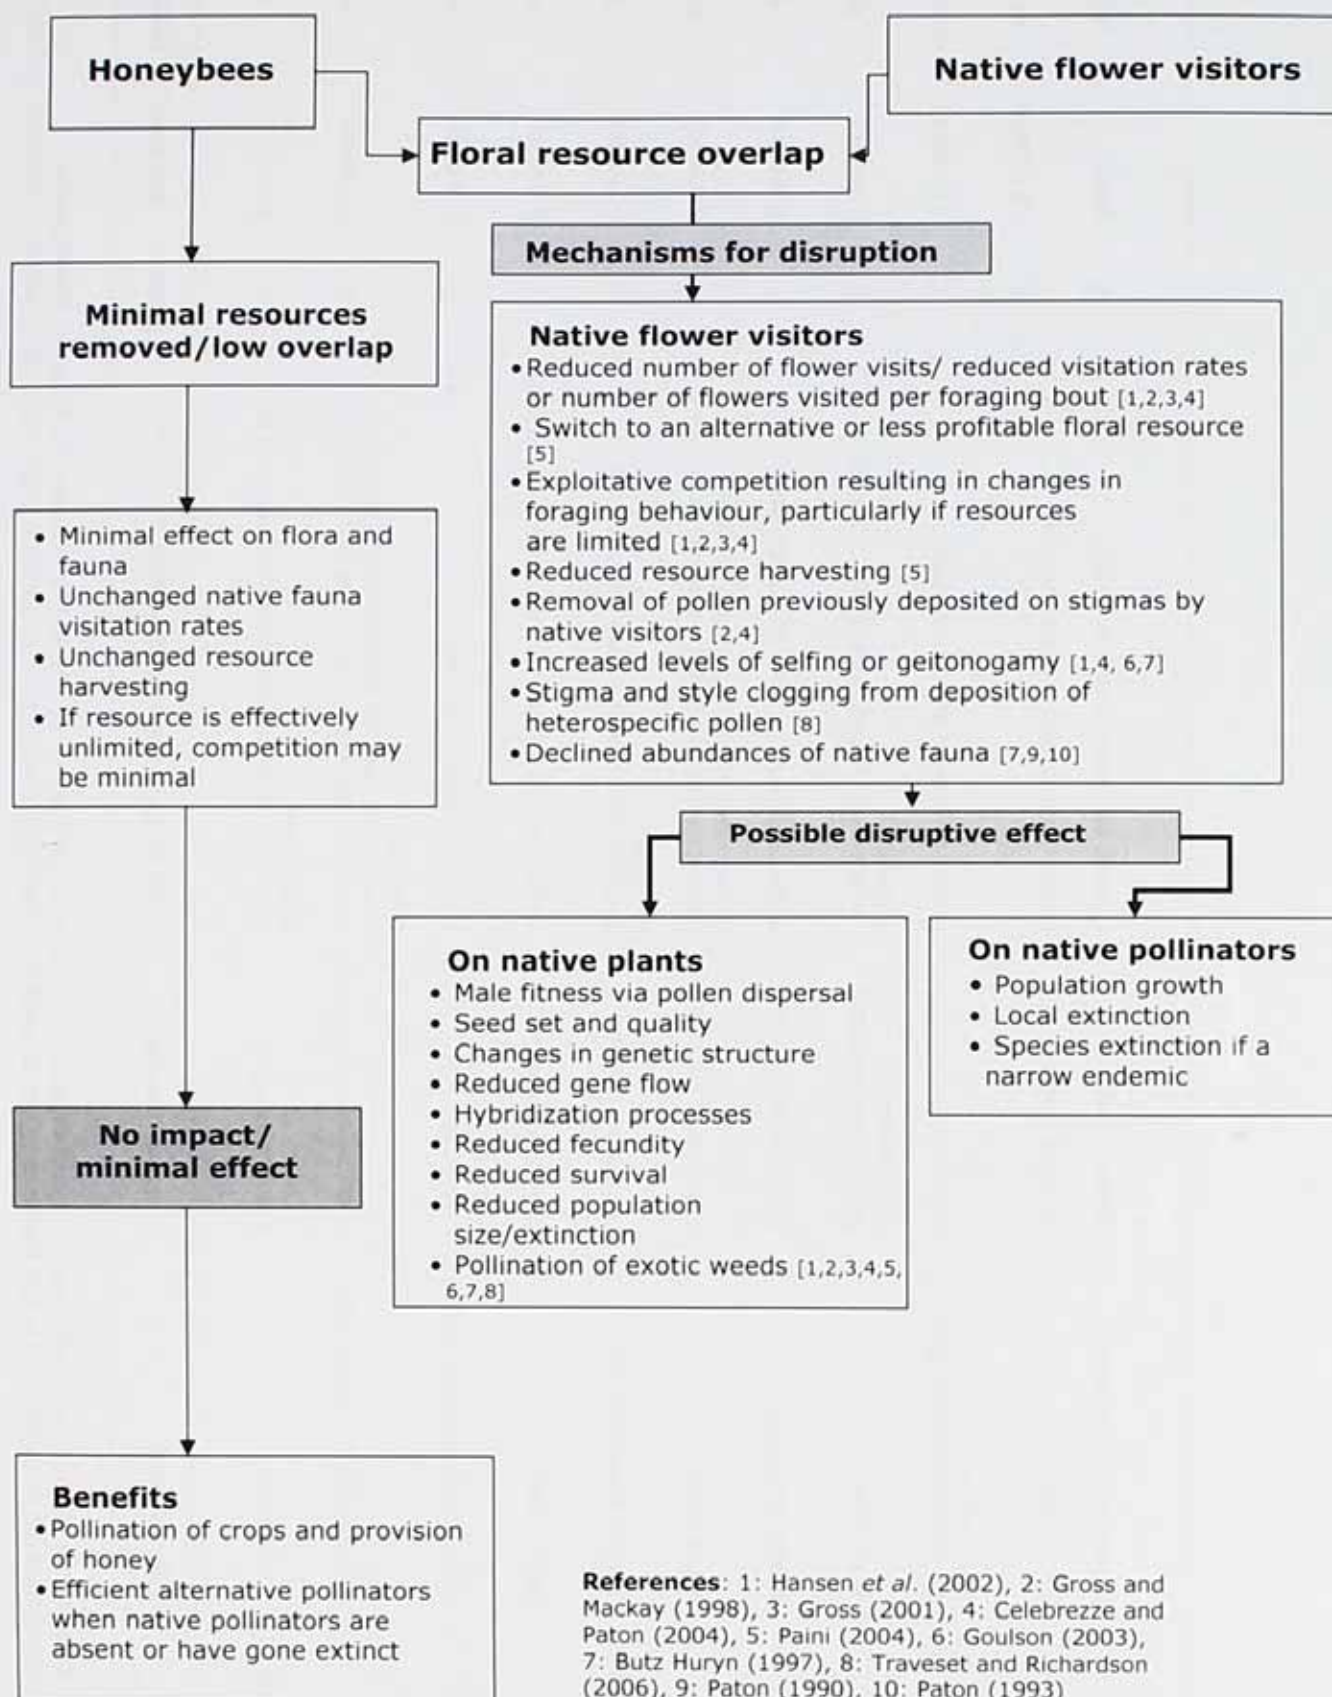 Honeybees
Native flower visitors
Floral resource overlap
Mechanisms for disruption
Minimal resources
removed/low overlap
Native flower visitors
•Reduced number of flower visits/ reduced visitation rates
or number of flowers visited per foraging bout [1,2,3,4]
• Switch to an alternative or less profitable floral resource
[5]
•Exploitative competition resulting in changes in
foraging behaviour, particularly if resources
are limited [1,2,3,4]
•Reduced resource harvesting [5]
•Removal of pollen previously deposited on stigmas by
native visitors [2,4]
•Increased levels of selfing or geitonogamy [1,4, 6,7]
•Stigma and style clogging from deposition of
heterospecific pollen [8]
•Declined abundances of native fauna [7,9,10]
• Minimal effect on flora and
fauna
• Unchanged native fauna
visitation rates
• Unchanged resource
harvesting
• If resource is effectively
unlimited, competition may
be minimal
Possible disruptive effect
On native plants
• Male fitness via pollen dispersal
• Seed set and quality
• Changes in genetic structure
• Reduced gene flow
• Hybridization processes
• Reduced fecundity
• Reduced survival
• Reduced population
size/extinction
• Pollination of exotic weeds [1,2,3,4,5,
6,7,8]
On native pollinators
• Population growth
• Local extinction
• Species extinction if a
narrow endemic
No impact/
minimal effect
Benefits
•Pollination of crops and provision
of honey
•Efficient alternative pollinators
when native pollinators are
absent or have gone extinct
References: 1: Hansen et al. (2002), 2: Gross and
Mackay (1998), 3: Gross (2001), 4: Celebrezze and
Paton (2004), 5: Paini (2004), 6: Goulson (2003),
7: Butz Huryn (1997), 8: Traveset and Richardson
(2006), 9: Paton (1990), 10: Paton (1993)